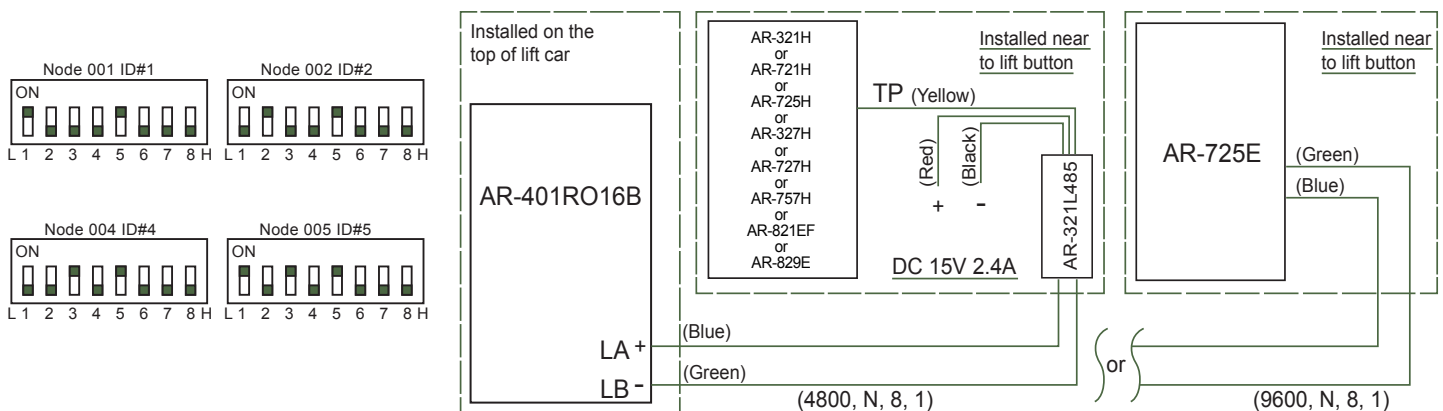 Node 001 ID#1
ON
L 1 2 3 4 5 6 7 8 H
Node 002 ID#2
ON
L 1 2 3 4 5 6 7 8 H
Node 004 ID#4
ON
L 1 2 3 4 5 6 7 8 H
Node 005 ID#5
ON
L 1 2 3 4 5 6 7 8 H
Installed on the
top of lift car
AR-401RO16B
LA +
LB -
(Blue)
(Green)
AR-321H
or
AR-721H
or
AR-725H
or
AR-327H
or
AR-727H
or
AR-757H
or
AR-821EF
or
AR-829E
Installed near
to lift button
TP (Yellow)
(Red)
(Black)
+
-
DC 15V 2.4A
AR-321L485
(4800, N, 8, 1)
or
Installed near
to lift button
AR-725E
(Green)
(Blue)
(9600, N, 8, 1)